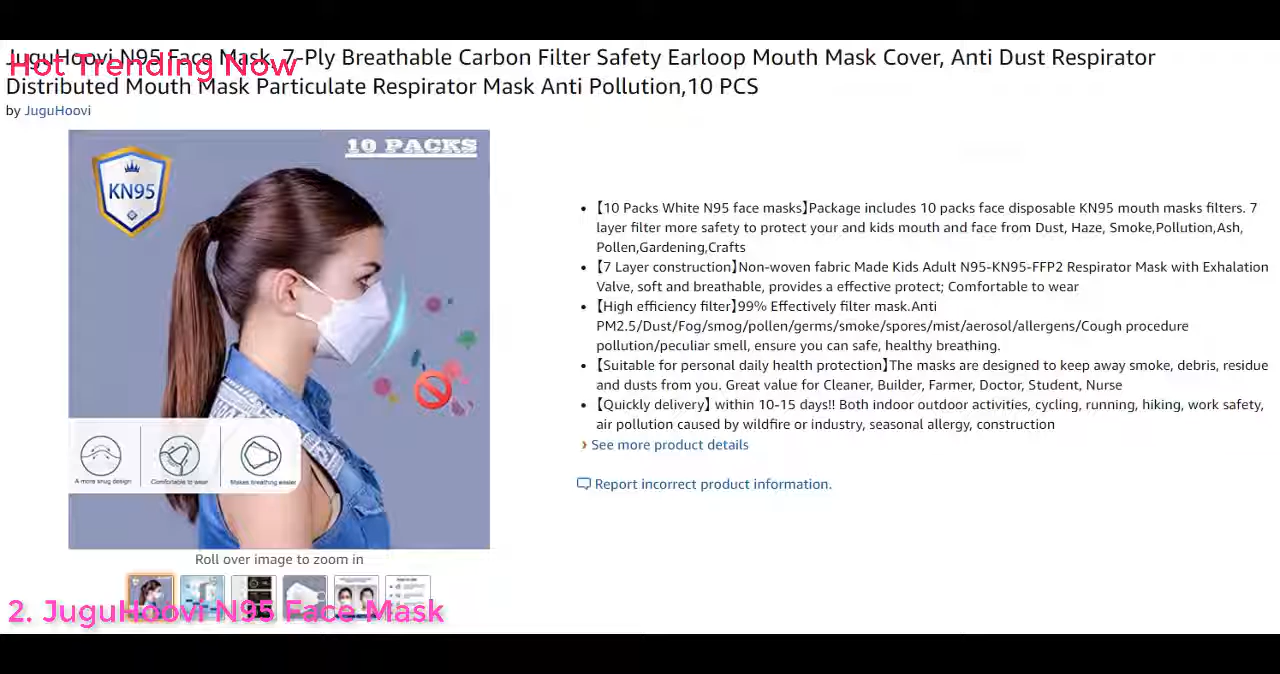 JuguHoovi N95 Face Mask, 7-Ply Breathable Carbon Filter Safety Earloop Mouth Mask Cover, Anti Dust Respirator
Hot Trending Now
Distributed Mouth Mask Particulate Respirator Mask Anti Pollution,10 PCS
by JuguHoovi
10 PACKS
KN95
A more snug design
Comfortable to wear
Makes breathing easier
Roll over image to zoom in
• 【10 Packs White N95 face masks】Package includes 10 packs face disposable KN95 mouth masks filters. 7
layer filter more safety to protect your and kids mouth and face from Dust, Haze, Smoke,Pollution,Ash,
Pollen,Gardening,Crafts
• 【7 Layer construction】Non-woven fabric Made Kids Adult N95-KN95-FFP2 Respirator Mask with Exhalation
Valve, soft and breathable, provides a effective protect; Comfortable to wear
• 【High efficiency filter】99% Effectively filter mask.Anti
PM2.5/Dust/Fog/smog/pollen/germs/smoke/spores/mist/aerosol/allergens/Cough procedure
pollution/peculiar smell, ensure you can safe, healthy breathing.
• 【Suitable for personal daily health protection】The masks are designed to keep away smoke, debris, residue
and dusts from you. Great value for Cleaner, Builder, Farmer, Doctor, Student, Nurse
• 【Quickly delivery】 within 10-15 days!! Both indoor outdoor activities, cycling, running, hiking, work safety,
air pollution caused by wildfire or industry, seasonal allergy, construction
› See more product details
Report incorrect product information.
2. JuguHoovi N95 Face Mask